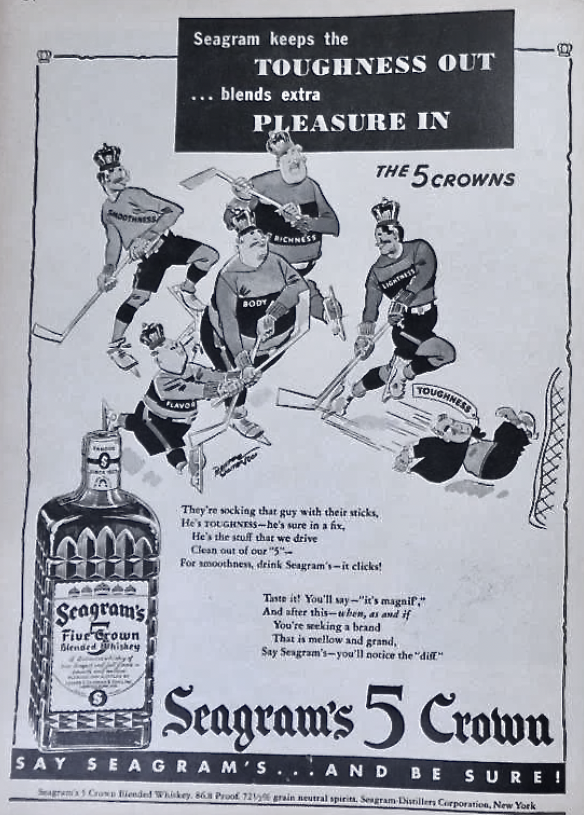 Seagram keeps the
TOUGHNESS OUT
... blends extra
PLEASURE IN
THE 5 CROWNS
SMOOTHNESS
RICHNESS
BODY
LIGHTNESS
FLAVOR
TOUGHNESS
They're socking that guy with their sticks,
He's TOUGHNESS—he's sure in a fix,
He's the stuff that we drive
Clean out of our "5"—
For smoothness, drink Seagram's—it clicks!
Taste it! You'll say—"it's magnif,"
And after this—when, as and if
You're seeking a brand
That is mellow and grand,
Say Seagram's—you'll notice the "diff."
FAMOUS
S
SINCE 1857
Seagram's
5
Five Crown
Blended Whiskey
S
Seagram's 5 Crown
SAY SEAGRAM'S...AND BE SURE!
Seagram's 5 Crown Blended Whiskey. 86.8 Proof. 72½% grain neutral spirits. Seagram-Distillers Corporation, New York